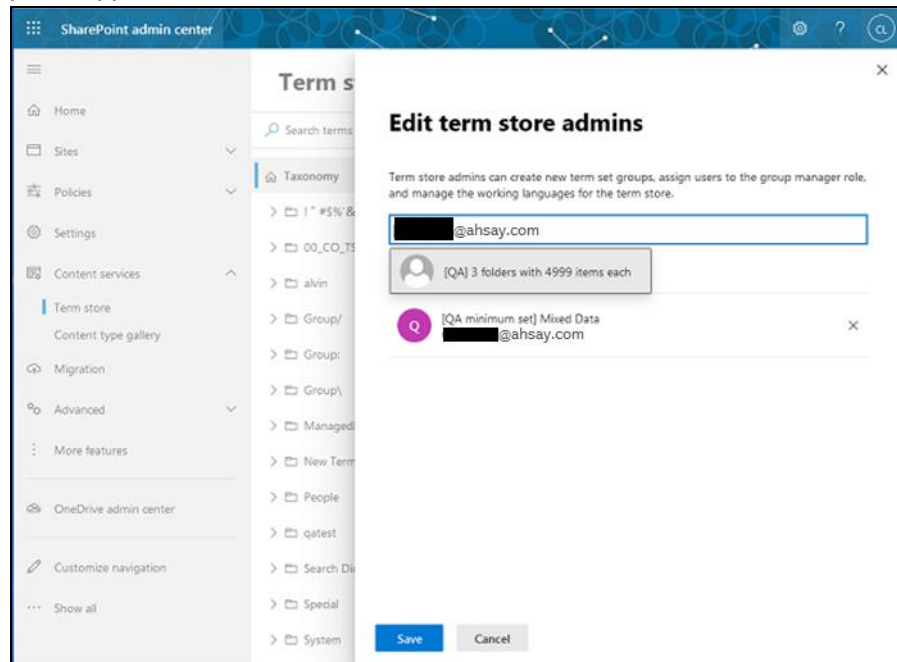 SharePoint admin center
?
CL
Home
Sites
Policies
Settings
Content services
Term store
Content type gallery
Migration
Advanced
More features
OneDrive admin center
Customize navigation
Show all
Term s
Search terms
Taxonomy
! " #$%'&
00_CO_TS
alvin
Group/
Group:
Group\
Managed
New Term
People
qatest
Search Di
Special
System
Edit term store admins
Term store admins can create new term set groups, assign users to the group manager role,
and manage the working languages for the term store.
@ahsay.com
[QA] 3 folders with 4999 items each
Q
[QA minimum set] Mixed Data
@ahsay.com
Save
Cancel